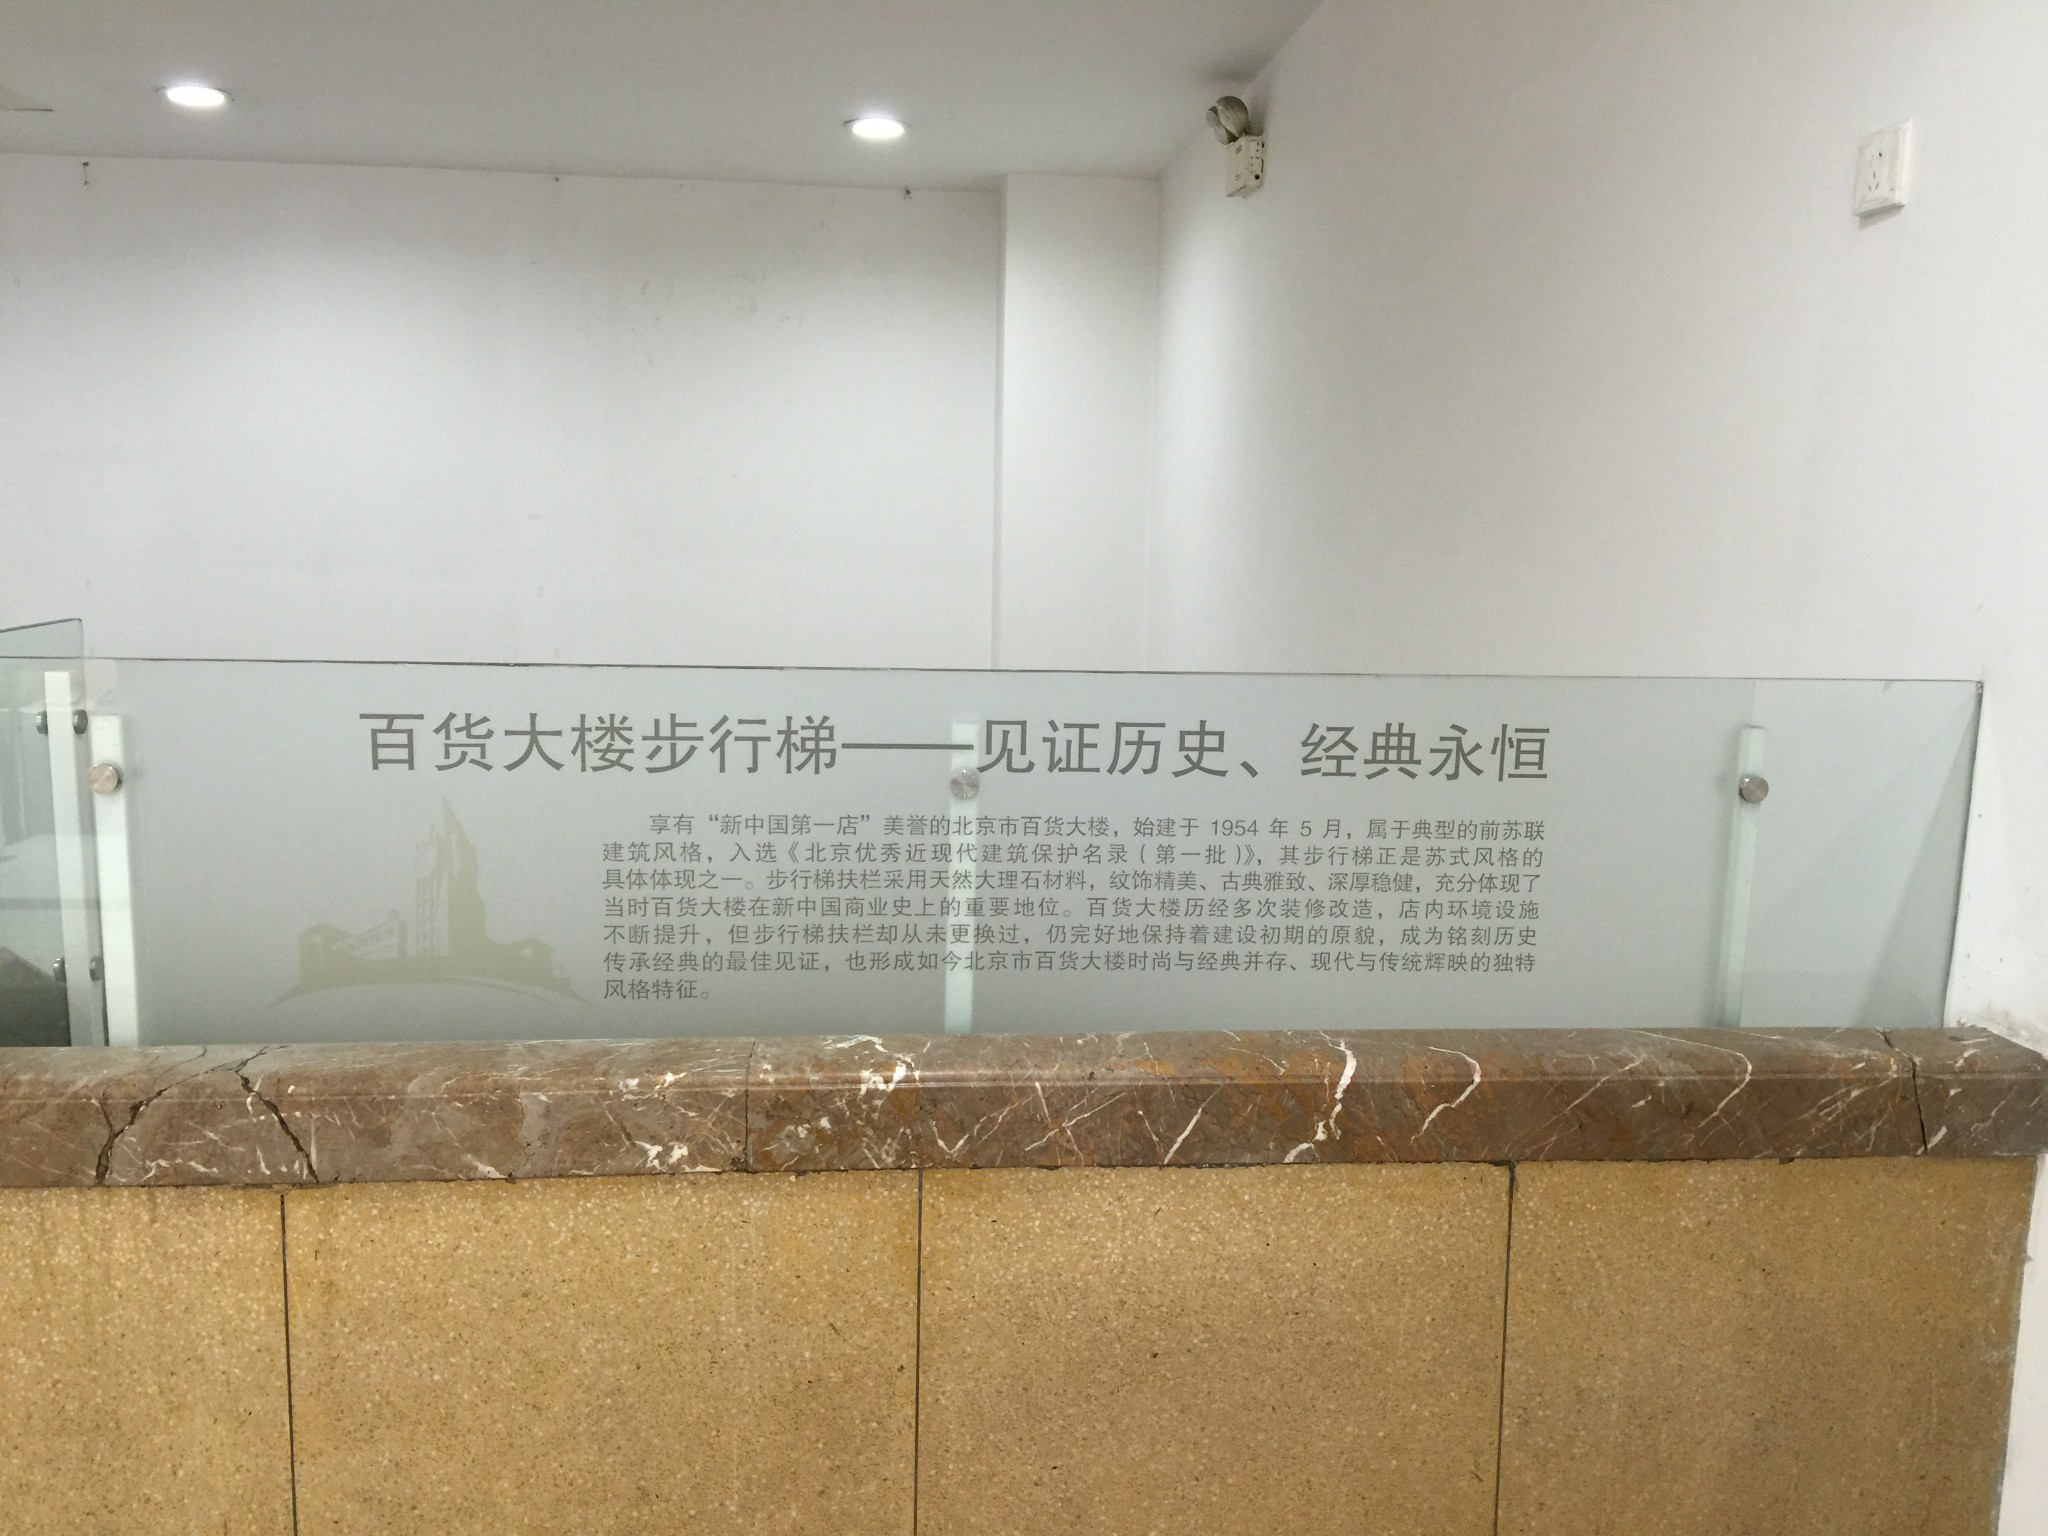 百货大楼步行梯——见证历史、经典永恒
享有“新中国第一店”美誉的北京市百货大楼，始建于 1954 年 5 月，属于典型的前苏联
建筑风格，入选《北京优秀近现代建筑保护名录（第一批）》，其步行梯正是苏式风格的
具体体现之一。步行梯扶栏采用天然大理石材料，纹饰精美、古典雅致、深厚稳健，充分体现了
当时百货大楼在新中国商业史上的重要地位。百货大楼历经多次装修改造，店内环境设施
不断提升，但步行梯扶栏却从未更换过，仍完好地保持着建设初期的原貌，成为铭刻历史
传承经典的最佳见证，也形成如今北京市百货大楼时尚与经典并存、现代与传统辉映的独特
风格特征。